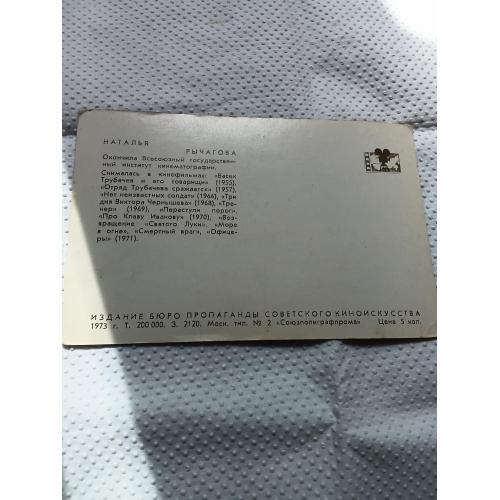 НАТАЛЬЯ
РЫЧАГОВА
Окончила Всесоюзный государствен-
ный институт кинематографии.
Снималась в кинофильмах: «Васек
Трубачев и его товарищи» (1955),
«Отряд Трубачева сражается» (1957),
«Нет неизвестных солдат» (1966), «Три
дня Виктора Чернышева» (1968), «Тре-
нер» (1969), «Переступи порог»,
«Про Клаву Иванову» (1970), «Воз-
вращение «Святого Луки», «Море
в огне», «Смертный враг», «Офице-
ры» (1971).
ИЗДАНИЕ БЮРО ПРОПАГАНДЫ СОВЕТСКОГО КИНОИСКУССТВА
1973 г. Т. 200 000. З. 2120. Моск. тип. № 2 «Союзполиграфпрома» Цена 5 коп.